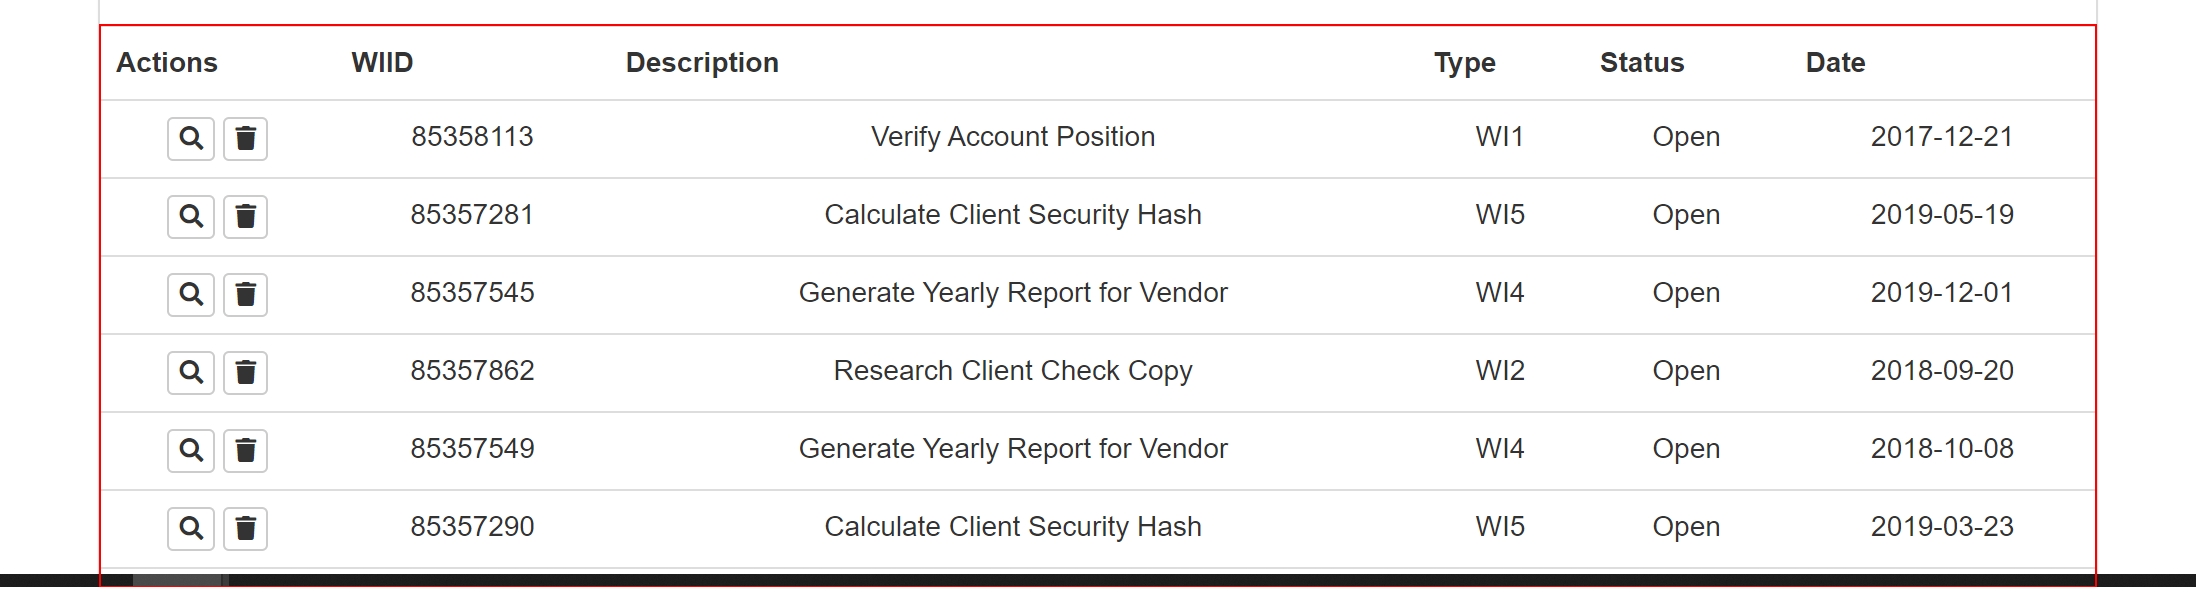 Actions WIID Description Type Status Date
85358113 Verify Account Position WI1 Open 2017-12-21
85357281 Calculate Client Security Hash WI5 Open 2019-05-19
85357545 Generate Yearly Report for Vendor WI4 Open 2019-12-01
85357862 Research Client Check Copy WI2 Open 2018-09-20
85357549 Generate Yearly Report for Vendor WI4 Open 2018-10-08
85357290 Calculate Client Security Hash WI5 Open 2019-03-23